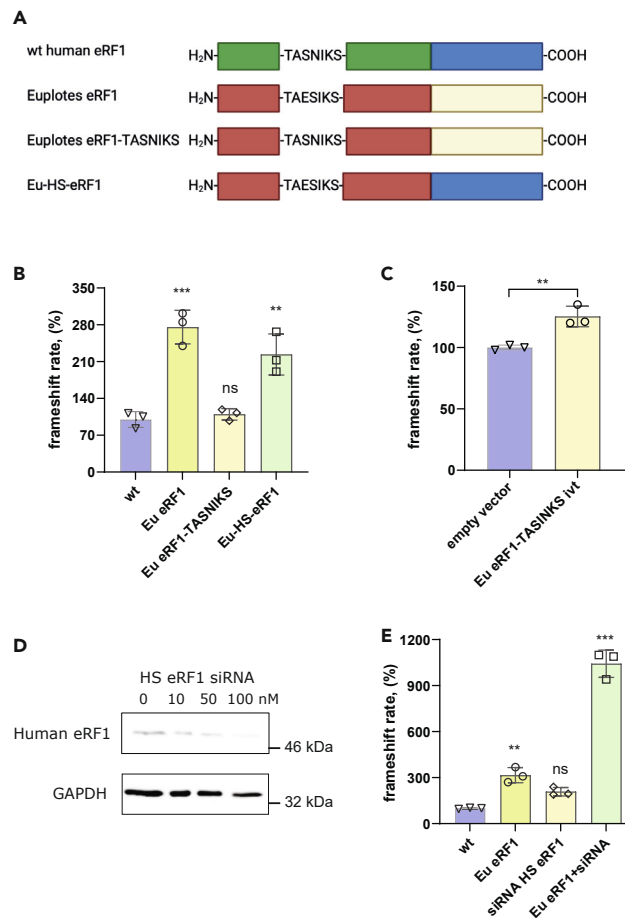 A
wt human eRF1 H₂N- -TASNIKS- -COOH
Euplotes eRF1 H₂N- -TAESIKS- -COOH
Euplotes eRF1-TASNIKS H₂N- -TASNIKS- -COOH
Eu-HS-eRF1 H₂N- -TAESIKS- -COOH
B
frameshift rate, (%)
350
280
210
140
70
0
***
ns
**
wt
Eu eRF1
Eu eRF1-TASNIKS
Eu-HS-eRF1
C
frameshift rate, (%)
150
100
50
0
**
empty vector
Eu eRF1-TASINKS ivt
D
HS eRF1 siRNA
0 10 50 100 nM
Human eRF1
46 kDa
GAPDH
32 kDa
E
frameshift rate, (%)
1200
900
600
300
0
**
ns
***
wt
Eu eRF1
siRNA HS eRF1
Eu eRF1+siRNA